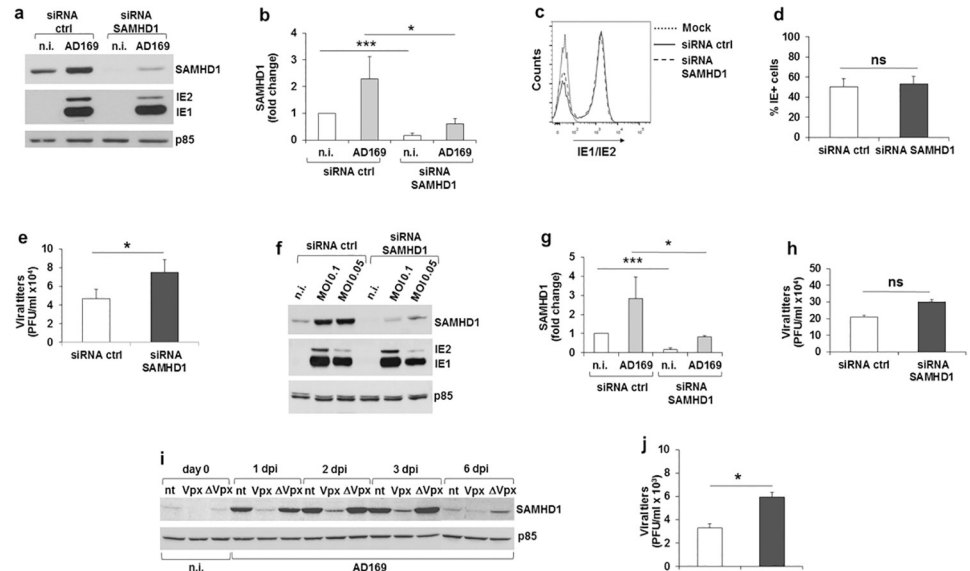 a
siRNA ctrl
siRNA SAMHD1
n.i. AD169 n.i. AD169
SAMHD1
IE2
IE1
p85
b
SAMHD1 (fold change)
4
3
2
1
0
*
***
n.i. AD169 n.i. AD169
siRNA ctrl
siRNA SAMHD1
c
Counts
IE1/IE2
Mock
siRNA ctrl
siRNA SAMHD1
d
% IE+ cells
100
80
60
40
20
0
ns
siRNA ctrl siRNA SAMHD1
e
Viral titers (PFU/ml x10⁴)
10
8
6
4
2
0
*
siRNA ctrl
siRNA SAMHD1
f
siRNA ctrl
siRNA SAMHD1
n.i. MOI0.1 MOI0.05 n.i. MOI0.1 MOI0.05
SAMHD1
IE2
IE1
p85
g
SAMHD1 (fold change)
5
4
3
2
1
0
*
***
n.i. AD169 n.i. AD169
siRNA ctrl
siRNA SAMHD1
h
Viral titers (PFU/ml x10⁴)
50
40
30
20
10
0
ns
siRNA ctrl
siRNA SAMHD1
i
day 0 1 dpi 2 dpi 3 dpi 6 dpi
nt Vpx ΔVpx nt Vpx ΔVpx nt Vpx ΔVpx nt Vpx ΔVpx nt Vpx ΔVpx
SAMHD1
p85
n.i.
AD169
j
Viral titers (PFU/ml x 10³)
10
8
6
4
2
0
*